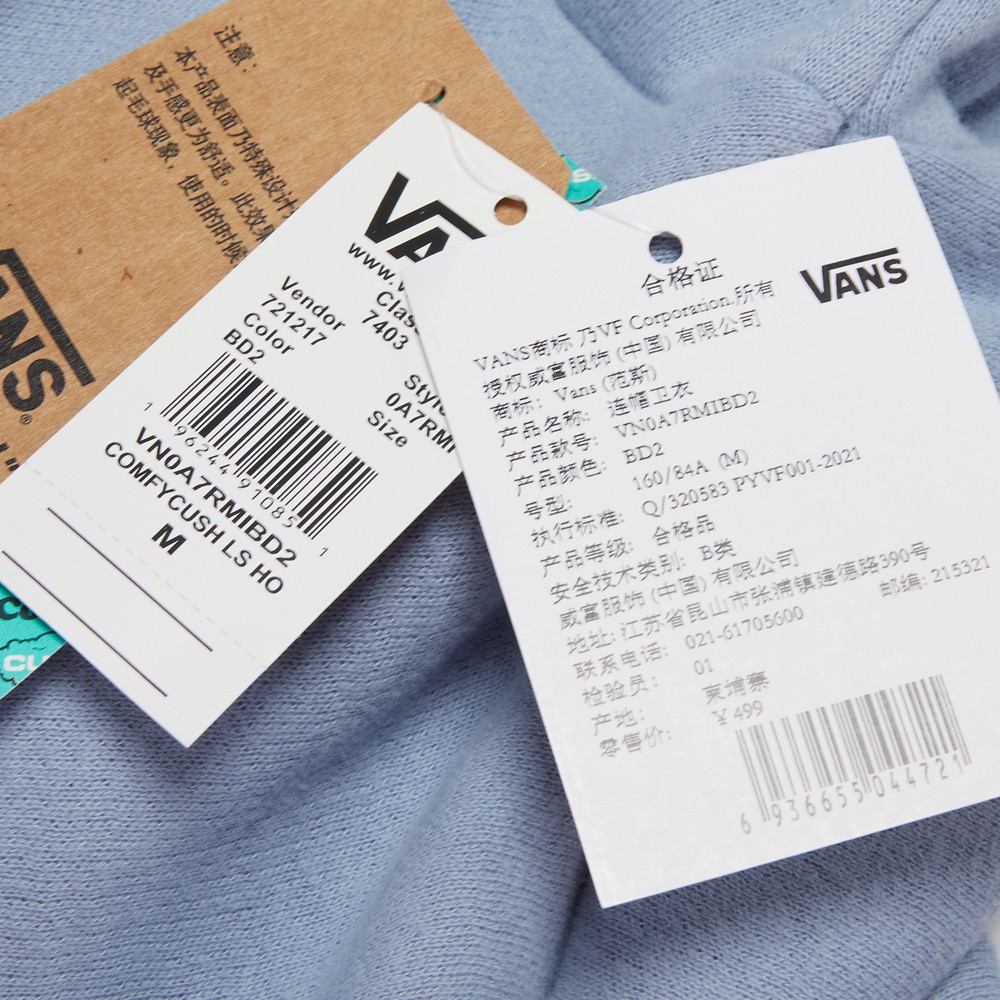 注意：
本产品表面乃特殊设计
及手感更为舒适。此效果
起毛球现象，使用的时候
ANS®
VA
www.v
Vendor
721217
Color
BD2
Clas
7403
Style
0A7RMI
Size
1 96244 91085 1
VN0A7RMIBD2
COMFYCUSH LS HO
M
S
CU
合格证
VANS
VANS商标 乃VF Corporation.所有
授权威富服饰 (中国) 有限公司
商标： Vans (范斯)
产品名称: 连帽卫衣
产品款号: VN0A7RMIBD2
产品颜色: BD2
号型: 160/84A (M)
执行标准: Q/320583 PYVF001-2021
产品等级: 合格品
安全技术类别: B类
威富服饰 (中国) 有限公司
地址: 江苏省昆山市张浦镇建德路390号
邮编: 215321
联系电话: 021-61705600
检验员: 01
产地: 柬埔寨
零售价: ¥ 499
6 936655 044721